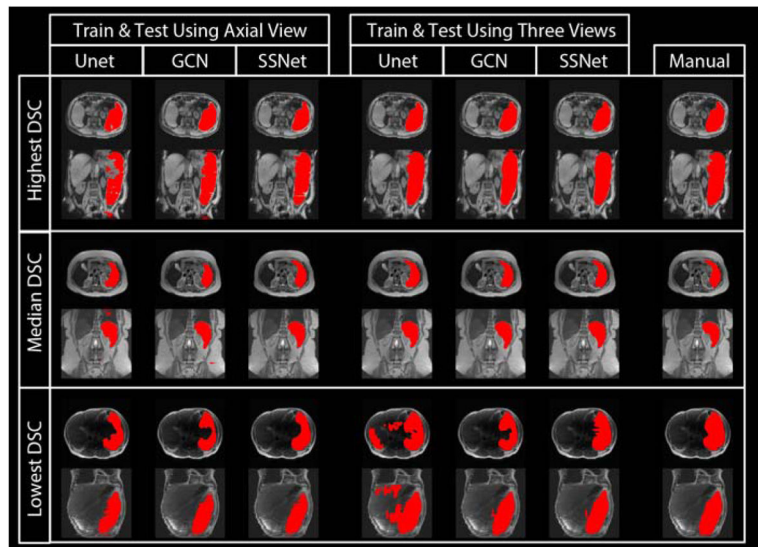 Train & Test Using Axial View
Train & Test Using Three Views
Unet
GCN
SSNet
Unet
GCN
SSNet
Manual
Highest DSC
Median DSC
Lowest DSC